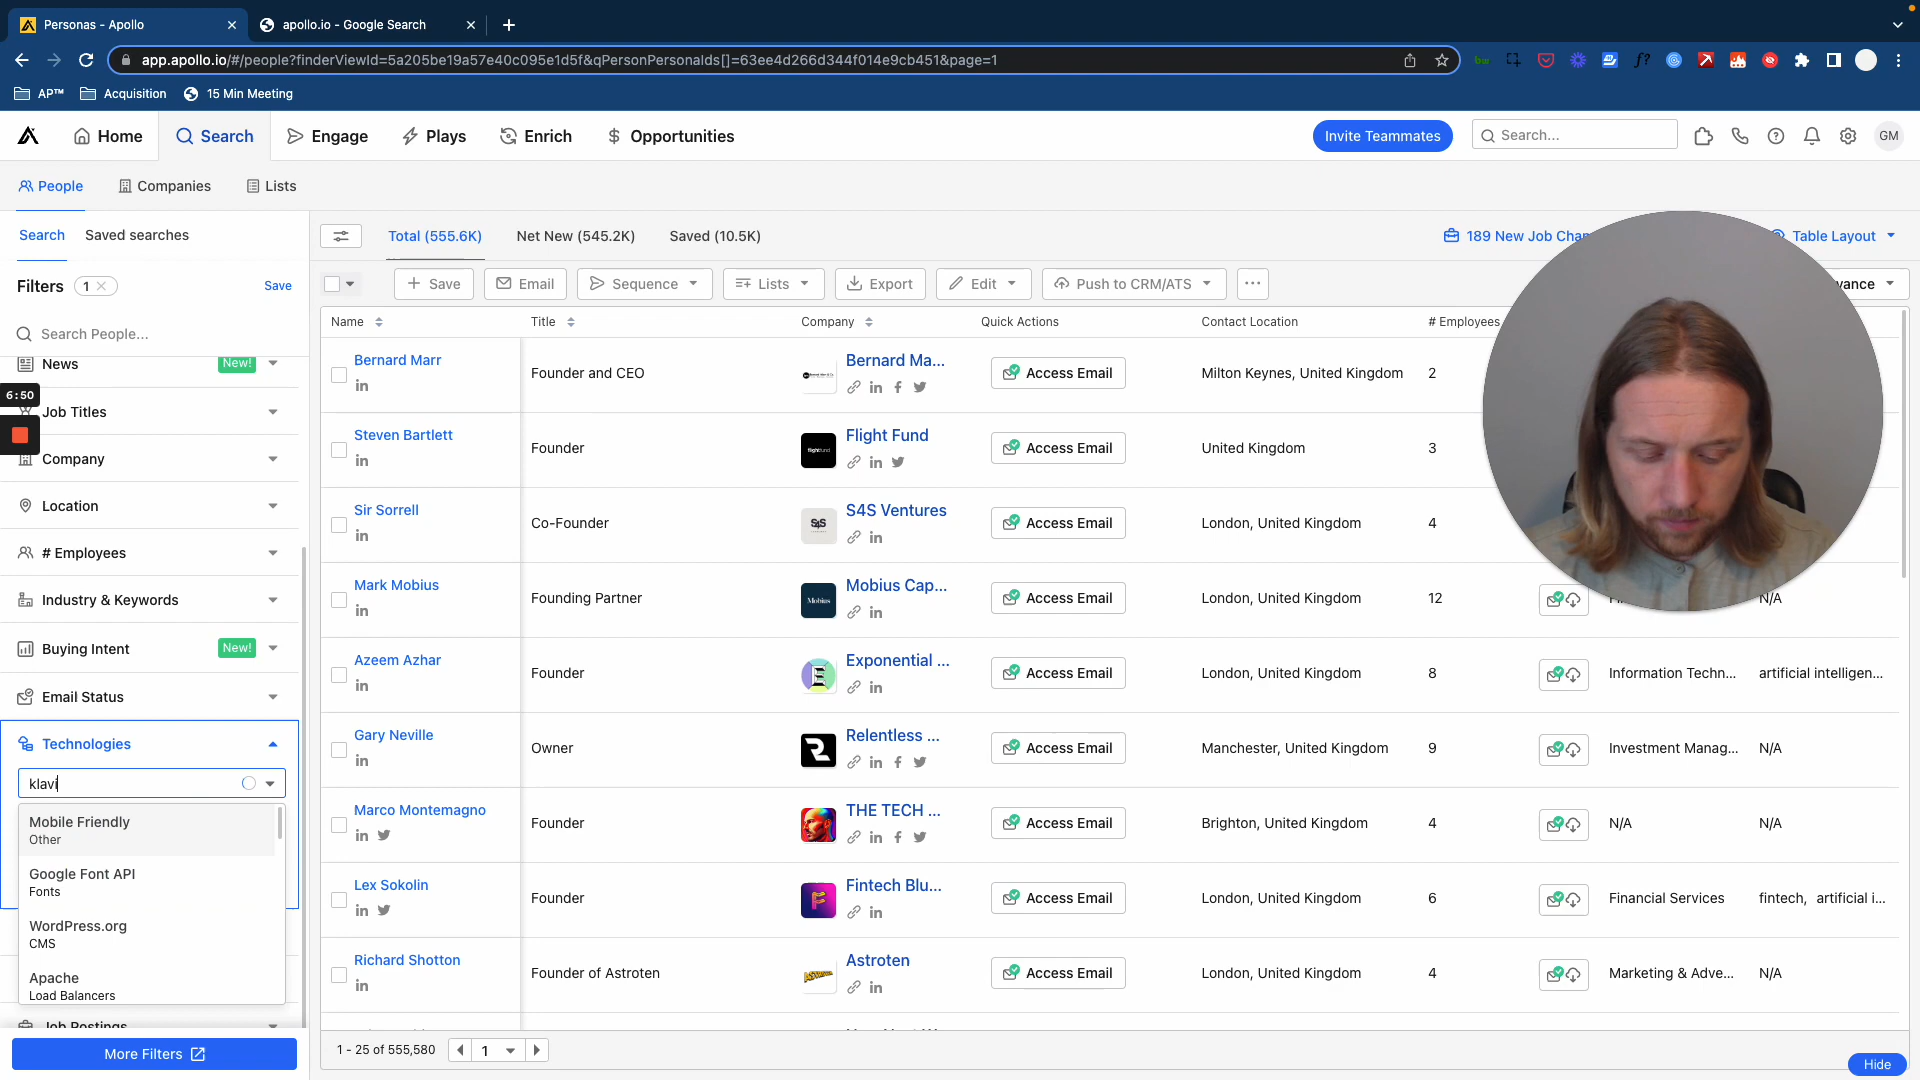 Personas - Apollo
apollo.io - Google Search
app.apollo.io/#/people?finderViewId=5a205be19a57e40c095e1d5f&qPersonPersonaIds[]=63ee4d266d344f014e9cb451&page=1
AP™ Acquisition 15 Min Meeting
Home Search Engage Plays Enrich Opportunities
Invite Teammates Search... GM
People Companies Lists
Search Saved searches
Total (555.6K) Net New (545.2K) Saved (10.5K)
189 New Job Chan Table Layout
Filters 1 Save
Save Email Sequence Lists Export Edit Push to CRM/ATS vance
Search People...
News New!
6:50
Job Titles
Company
Location
# Employees
Industry & Keywords
Buying Intent New!
Email Status
Technologies
klavi
Mobile Friendly
Other
Google Font API
Fonts
WordPress.org
CMS
Apache
Load Balancers
Job Postings
More Filters
Name Title Company Quick Actions Contact Location # Employees
Bernard Marr Founder and CEO Bernard Ma... Access Email Milton Keynes, United Kingdom 2
Steven Bartlett Founder Flight Fund Access Email United Kingdom 3
Sir Sorrell Co-Founder S4S S4S Ventures Access Email London, United Kingdom 4
Mark Mobius Founding Partner Mobius Mobius Cap... Access Email London, United Kingdom 12 N/A
Azeem Azhar Founder Exponential ... Access Email London, United Kingdom 8 Information Techn... artificial intelligen...
Gary Neville Owner Relentless ... Access Email Manchester, United Kingdom 9 Investment Manag... N/A
Marco Montemagno Founder THE TECH ... Access Email Brighton, United Kingdom 4 N/A N/A
Lex Sokolin Founder Fintech Blu... Access Email London, United Kingdom 6 Financial Services fintech, artificial i...
Richard Shotton Founder of Astroten Astroten Access Email London, United Kingdom 4 Marketing & Adve... N/A
1 - 25 of 555,580 1
Hide